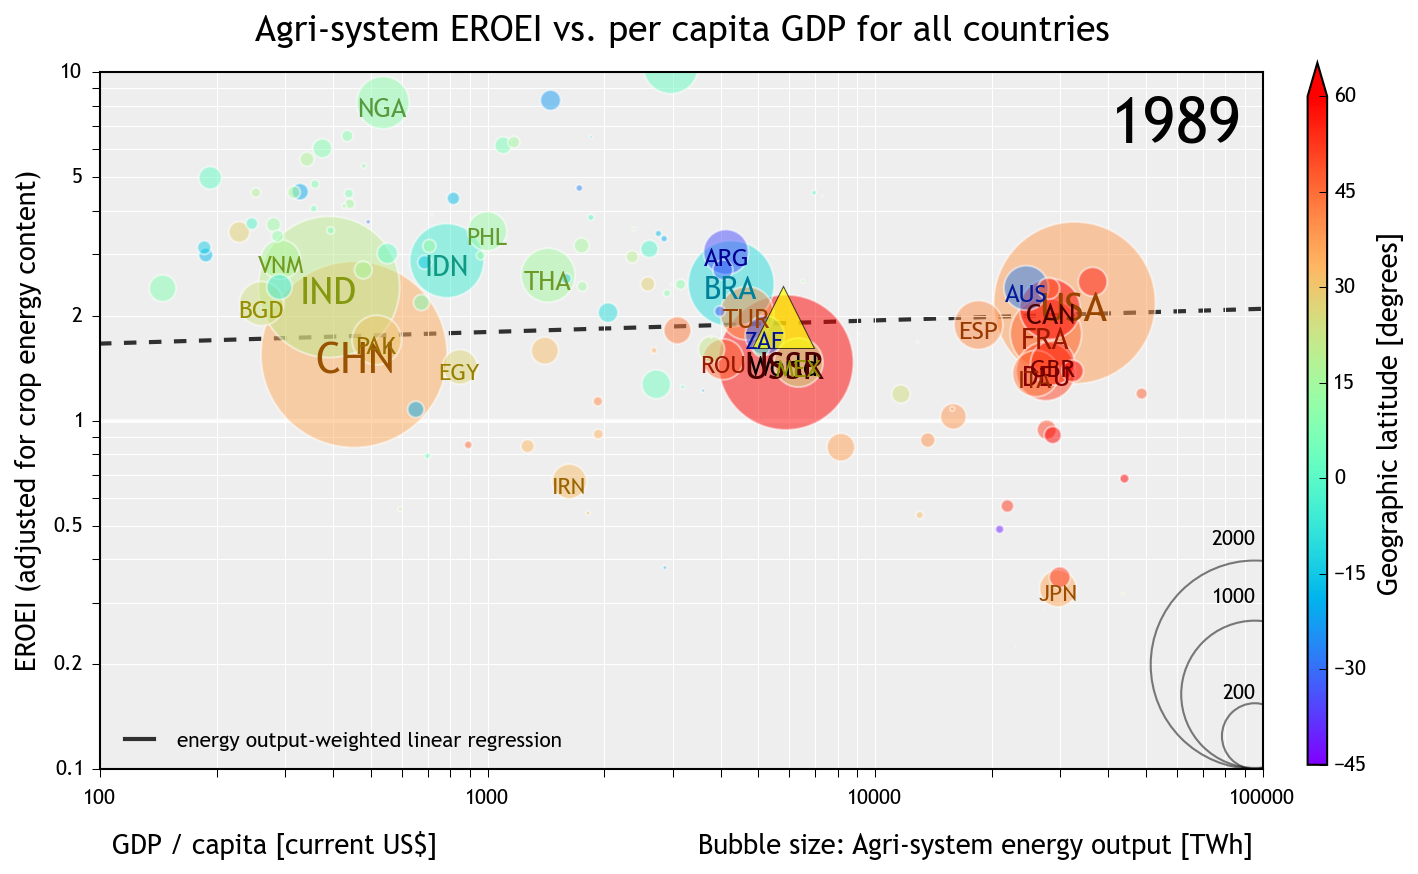 Agri-system EROEI vs. per capita GDP for all countries
1989
EROEI (adjusted for crop energy content)
10
5
2
1
0.5
0.2
0.1
NGA
PHL
VNM
IDN
THA
IND
BGD
PAK
CHN
EGY
IRN
ARG
BRA
TUR
ZAF
ROU
USSR
MEX
AUS
USA
CAN
ESP
FRA
GBR
DEU
ITA
JPN
2000
1000
200
energy output-weighted linear regression
100
1000
10000
100000
GDP / capita [current US$]
Bubble size: Agri-system energy output [TWh]
60
45
30
15
0
−15
−30
−45
Geographic latitude [degrees]